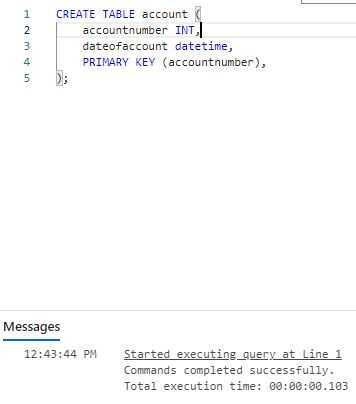 1 CREATE TABLE account (
2 accountnumber INT,
3 dateofaccount datetime,
4 PRIMARY KEY (accountnumber),
5 );
Messages
12:43:44 PM Started executing query at Line 1
Commands completed successfully.
Total execution time: 00:00:00.103